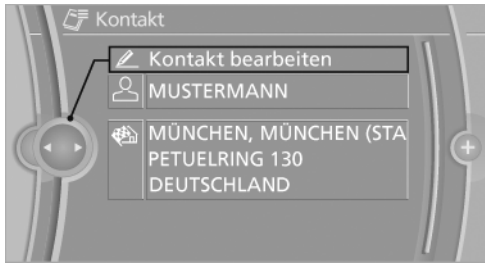 Kontakt
Kontakt bearbeiten
MUSTERMANN
MÜNCHEN, MÜNCHEN (STA
PETUELRING 130
DEUTSCHLAND